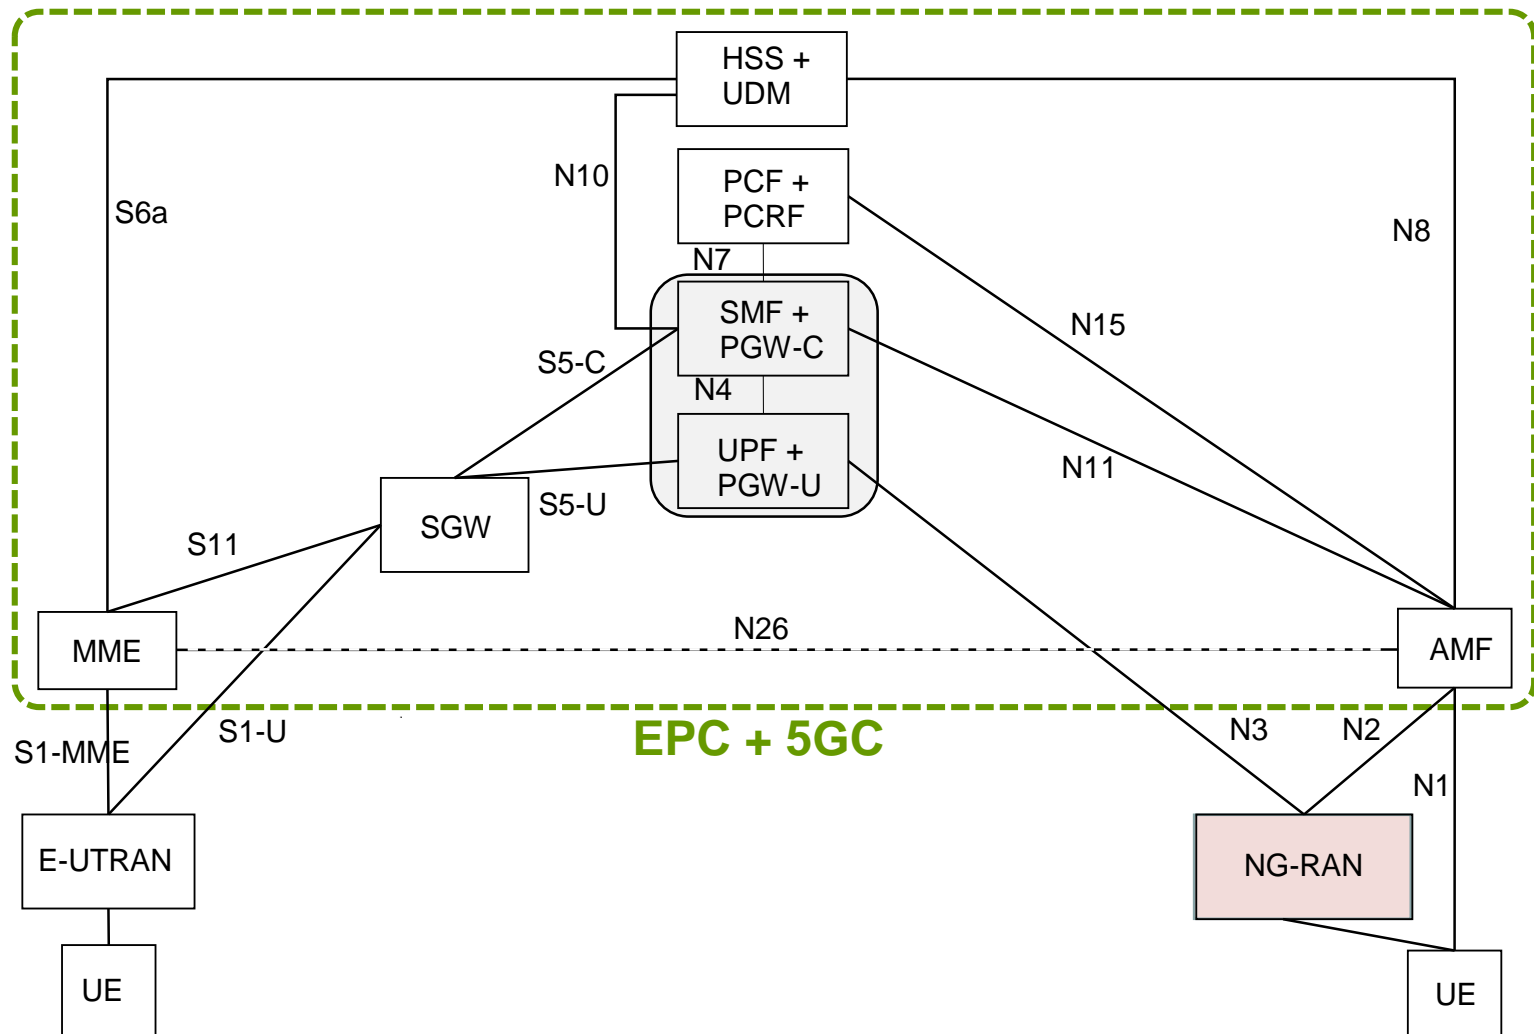 HSS +
UDM
N10
PCF +
PCRF
S6a
N8
N7
SMF +
PGW-C
N15
S5-C
N4
UPF +
PGW-U
N11
S5-U
SGW
S11
N26
MME
AMF
S1-U
EPC + 5GC
N3
N2
S1-MME
N1
E-UTRAN
NG-RAN
UE
UE